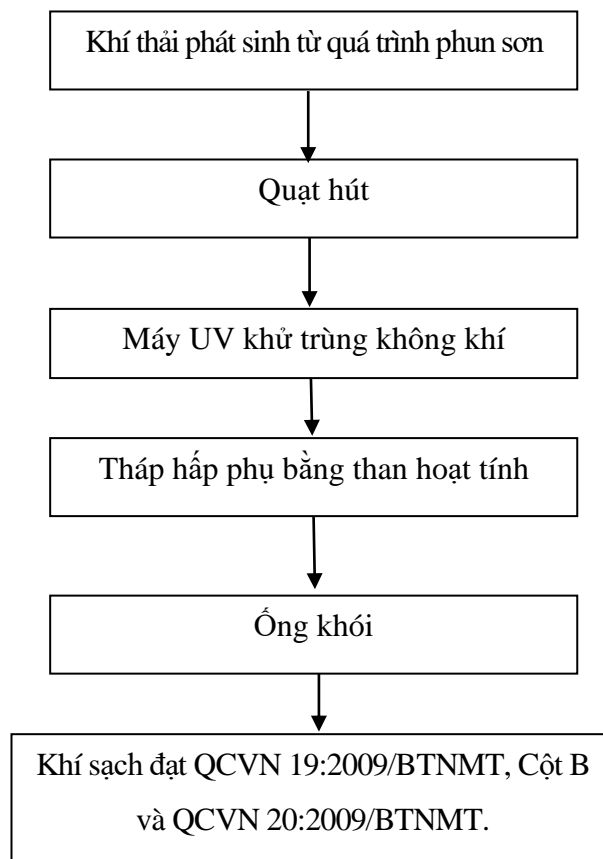 Khí thải phát sinh từ quá trình phun sơn
Quạt hút
Máy UV khử trùng không khí
Tháp hấp phụ bằng than hoạt tính
Ống khói
Khí sạch đạt QCVN 19:2009/BTNMT, Cột B
và QCVN 20:2009/BTNMT.